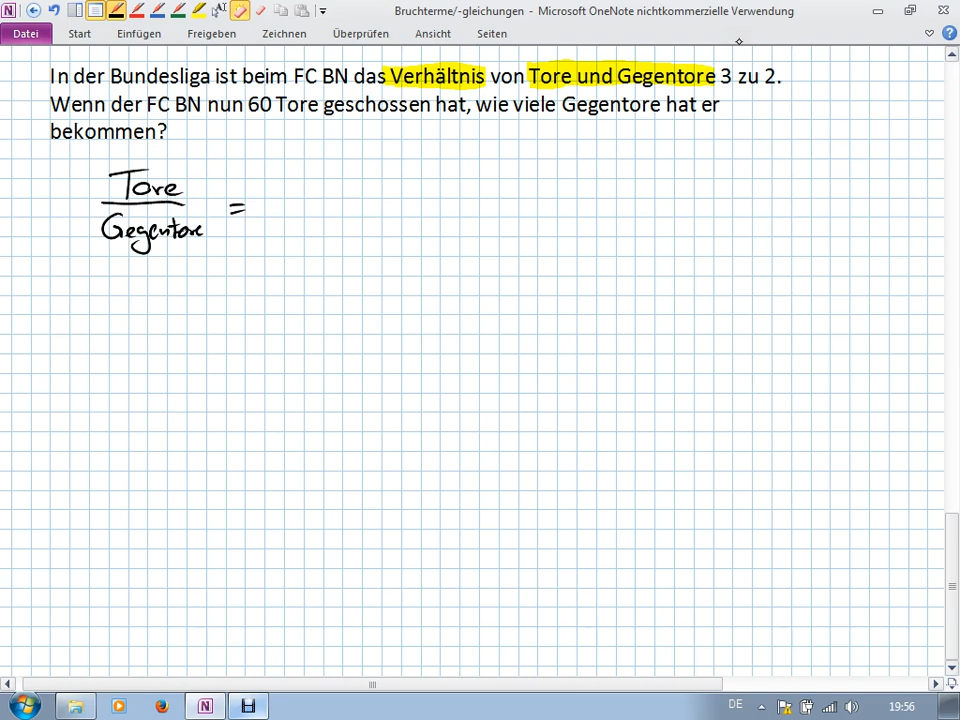 Bruchterme/-gleichungen - Microsoft OneNote nichtkommerzielle Verwendung
Datei Start Einfügen Freigeben Zeichnen Überprüfen Ansicht Seiten
In der Bundesliga ist beim FC BN das Verhältnis von Tore und Gegentore 3 zu 2.
Wenn der FC BN nun 60 Tore geschossen hat, wie viele Gegentore hat er
bekommen?
Tore
Gegentore =
DE 19:56